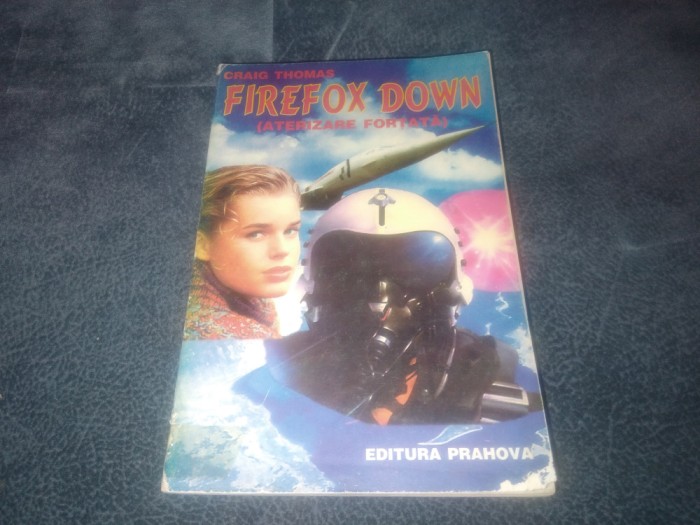 CRAIG THOMAS
FIREFOX DOWN
(ATERIZARE FORȚATĂ)
EDITURA PRAHOVA